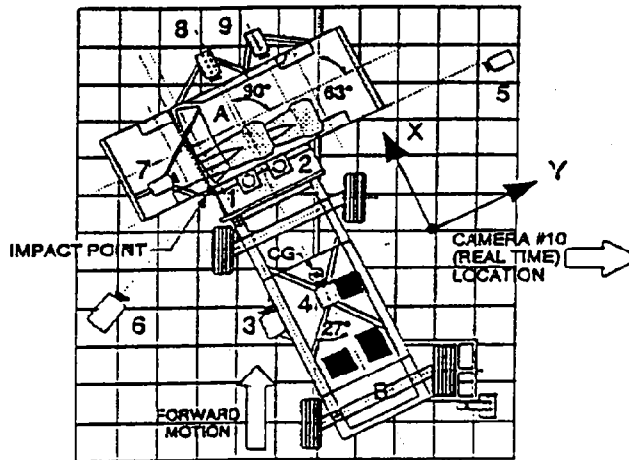 8
9
5
90°
63°
A
X
7
Y
1
2
IMPACT POINT
CAMERA #10
(REAL TIME)
LOCATION
CG
4
6
3
27°
B
FORWARD
MOTION